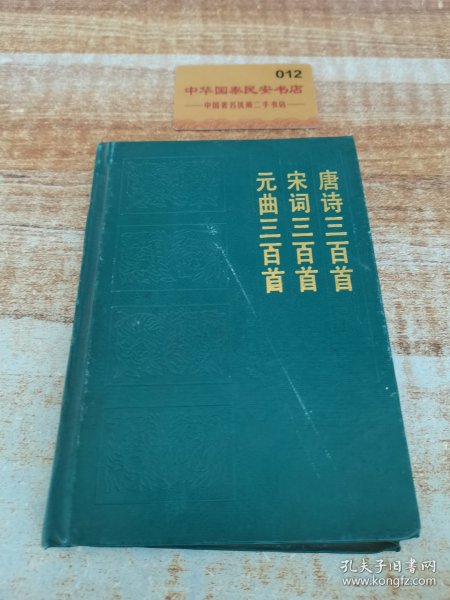 012
中华国泰民安书店
中国著名优质二手书店
唐诗三百首
宋词三百首
元曲三百首
孔夫子旧书网
www.kongfz.com